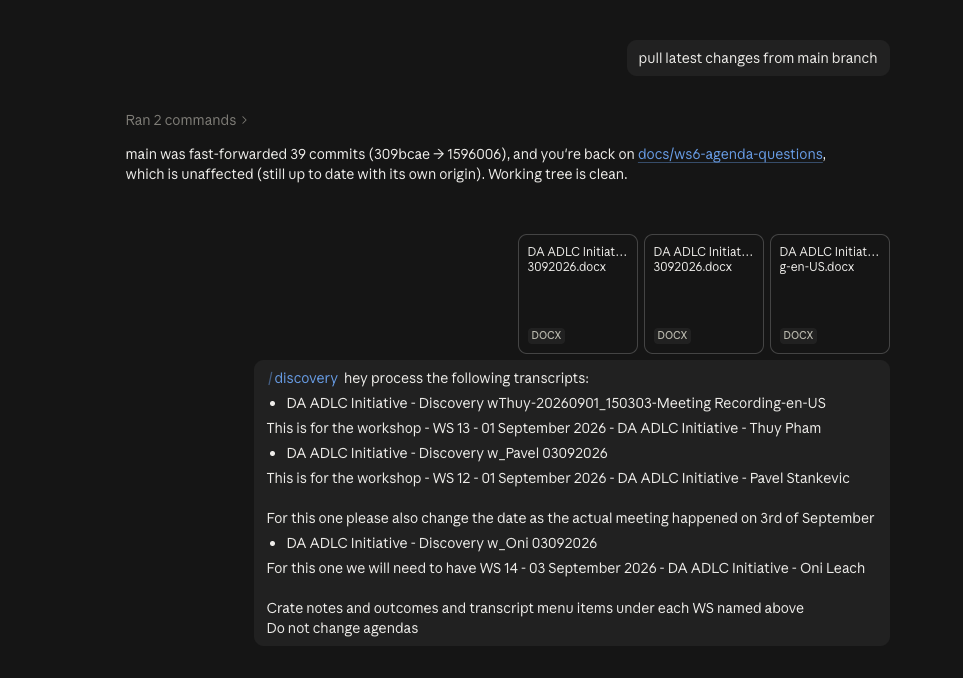 pull latest changes from main branch
Ran 2 commands >
main was fast-forwarded 39 commits (309bcae → 1596006), and you're back on docs/ws6-agenda-questions,
which is unaffected (still up to date with its own origin). Working tree is clean.
DA ADLC Initiat...
3092026.docx
DOCX
DA ADLC Initiat...
3092026.docx
DOCX
DA ADLC Initiat...
g-en-US.docx
DOCX
/discovery hey process the following transcripts:
• DA ADLC Initiative - Discovery wThuy-20260901_150303-Meeting Recording-en-US
This is for the workshop - WS 13 - 01 September 2026 - DA ADLC Initiative - Thuy Pham
• DA ADLC Initiative - Discovery w_Pavel 03092026
This is for the workshop - WS 12 - 01 September 2026 - DA ADLC Initiative - Pavel Stankevic
For this one please also change the date as the actual meeting happened on 3rd of September
• DA ADLC Initiative - Discovery w_Oni 03092026
For this one we will need to have WS 14 - 03 September 2026 - DA ADLC Initiative - Oni Leach
Crate notes and outcomes and transcript menu items under each WS named above
Do not change agendas